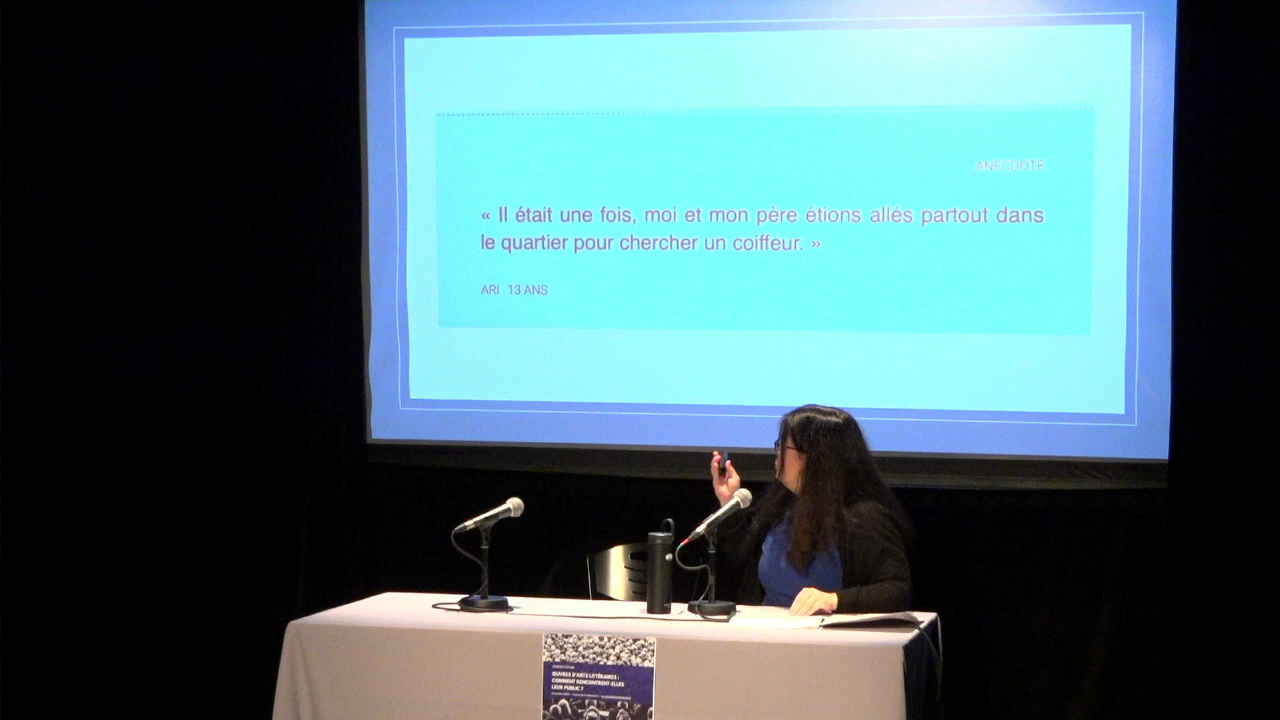 ANECDOTE
« Il était une fois, moi et mon père étions allés partout dans
le quartier pour chercher un coiffeur. »
ARI 13 ANS
ŒUVRES D'ARTS LITTÉRAIRES :
COMMENT RENCONTRENT-ELLES
LEUR PUBLIC ?